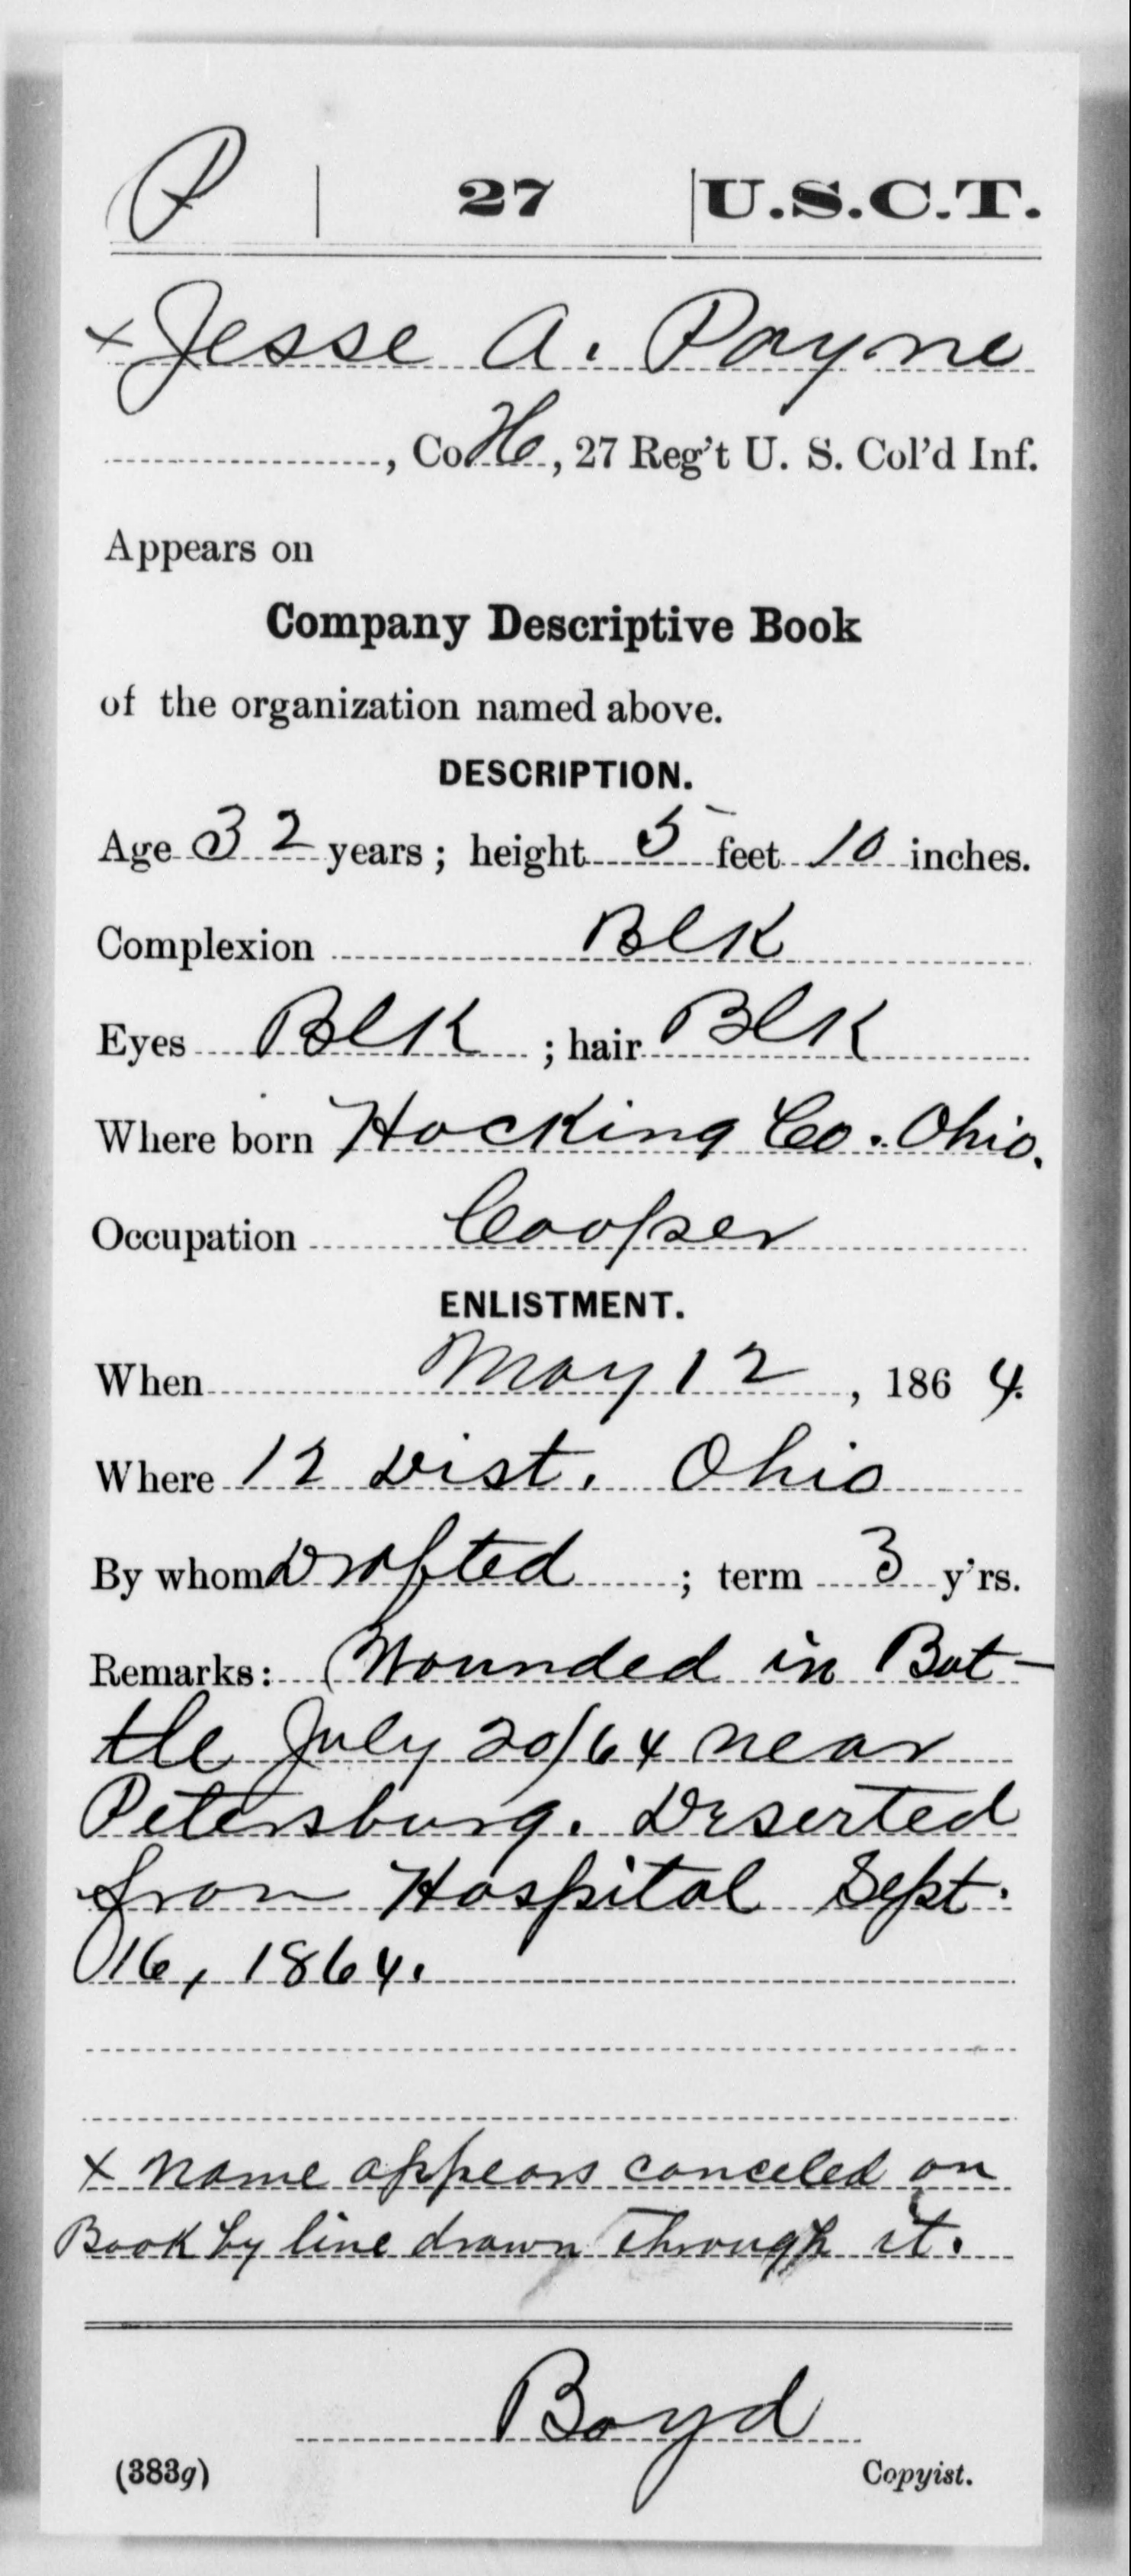 P | 27 | U.S.C.T.
x Jesse A. Payne
, Co. H, 27 Reg't U. S. Col'd Inf.
Appears on
Company Descriptive Book
of the organization named above.
DESCRIPTION.
Age 32 years; height 5 feet 10 inches.
Complexion Blk
Eyes Blk; hair Blk
Where born Hocking Co. Ohio.
Occupation Cooper
ENLISTMENT.
When May 12, 1864.
Where 12 Dist. Ohio
By whom Drafted; term 3 y'rs.
Remarks: Wounded in Bat-
tle July 20/64 near
Petersburg. Deserted
from Hospital Sept.
16, 1864.
x Name appears canceled on
Book by line drawn through it.
Boyd
(383g) Copyist.